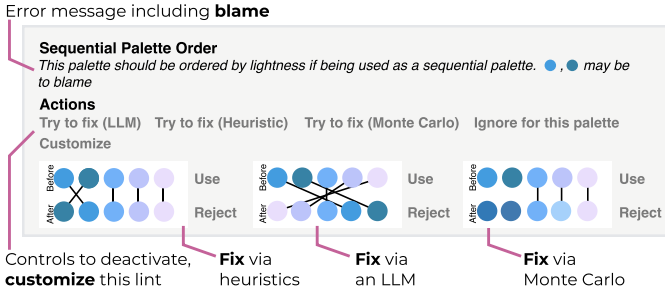 Error message including blame
Sequential Palette Order
This palette should be ordered by lightness if being used as a sequential palette. , may be
to blame
Actions
Try to fix (LLM) Try to fix (Heuristic) Try to fix (Monte Carlo) Ignore for this palette
Customize
Before
After
Use
Reject
Before
After
Use
Reject
Before
After
Use
Reject
Controls to deactivate,
customize this lint
Fix via
heuristics
Fix via
an LLM
Fix via
Monte Carlo